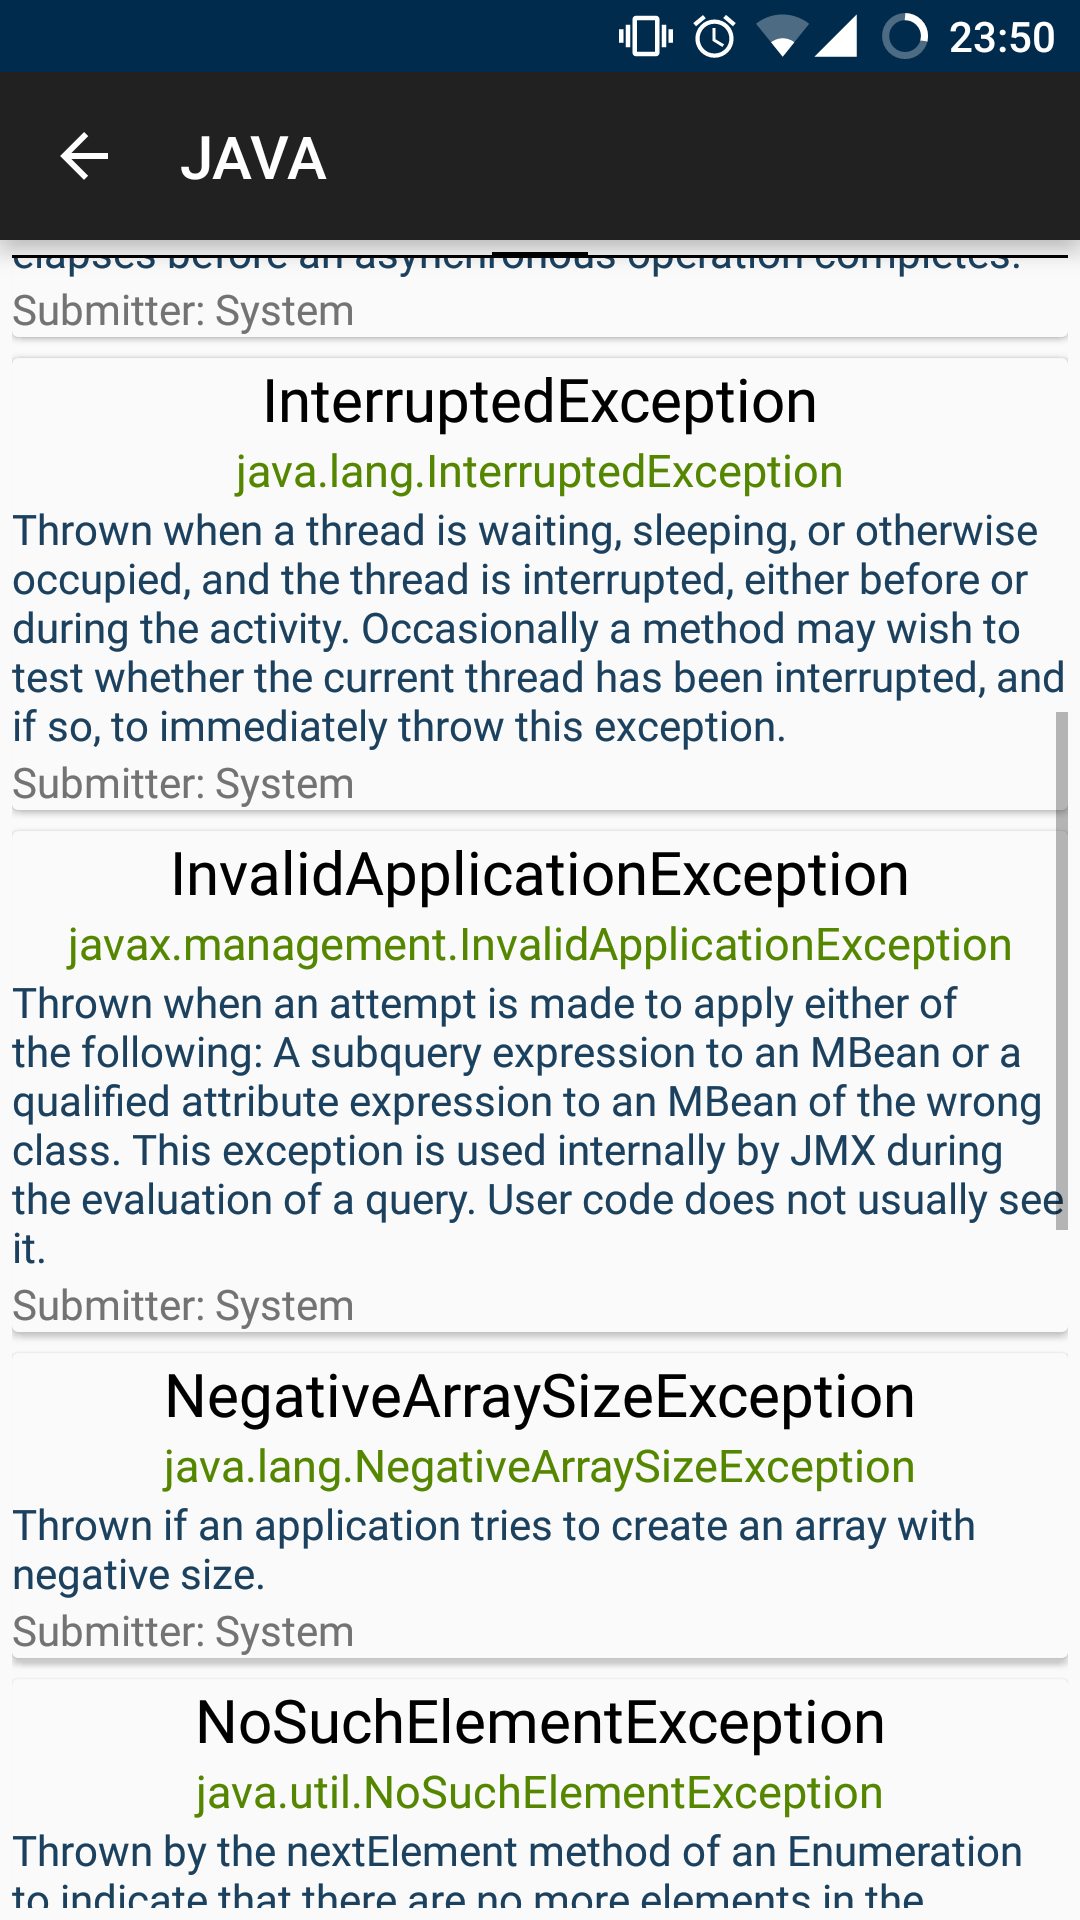 23:50
JAVA
elapses before an asynchronous operation completes.
Submitter: System
InterruptedException
java.lang.InterruptedException
Thrown when a thread is waiting, sleeping, or otherwise
occupied, and the thread is interrupted, either before or
during the activity. Occasionally a method may wish to
test whether the current thread has been interrupted, and
if so, to immediately throw this exception.
Submitter: System
InvalidApplicationException
javax.management.InvalidApplicationException
Thrown when an attempt is made to apply either of
the following: A subquery expression to an MBean or a
qualified attribute expression to an MBean of the wrong
class. This exception is used internally by JMX during
the evaluation of a query. User code does not usually see
it.
Submitter: System
NegativeArraySizeException
java.lang.NegativeArraySizeException
Thrown if an application tries to create an array with
negative size.
Submitter: System
NoSuchElementException
java.util.NoSuchElementException
Thrown by the nextElement method of an Enumeration
to indicate that there are no more elements in the